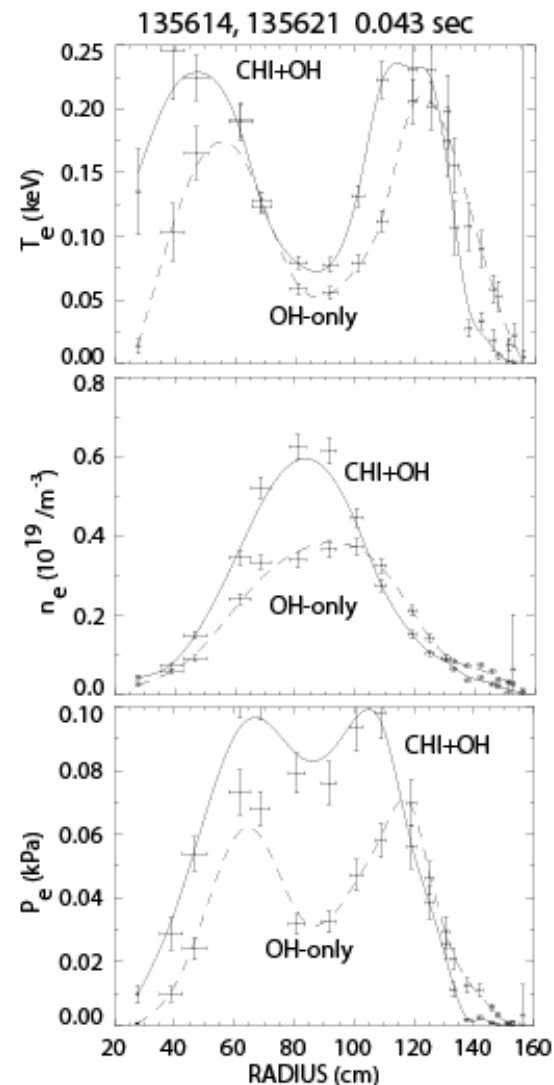 135614, 135621 0.043 sec
0.25
CHI+OH
0.20
0.15
0.10
0.05
OH-only
0.00
T_e (keV)
0.8
0.6
CHI+OH
0.4
0.2
OH-only
0.0
n_e (10^19 /m^-3)
0.10
CHI+OH
0.08
0.06
0.04
0.02
OH-only
0.00
P_e (kPa)
20 40 60 80 100 120 140 160
RADIUS (cm)